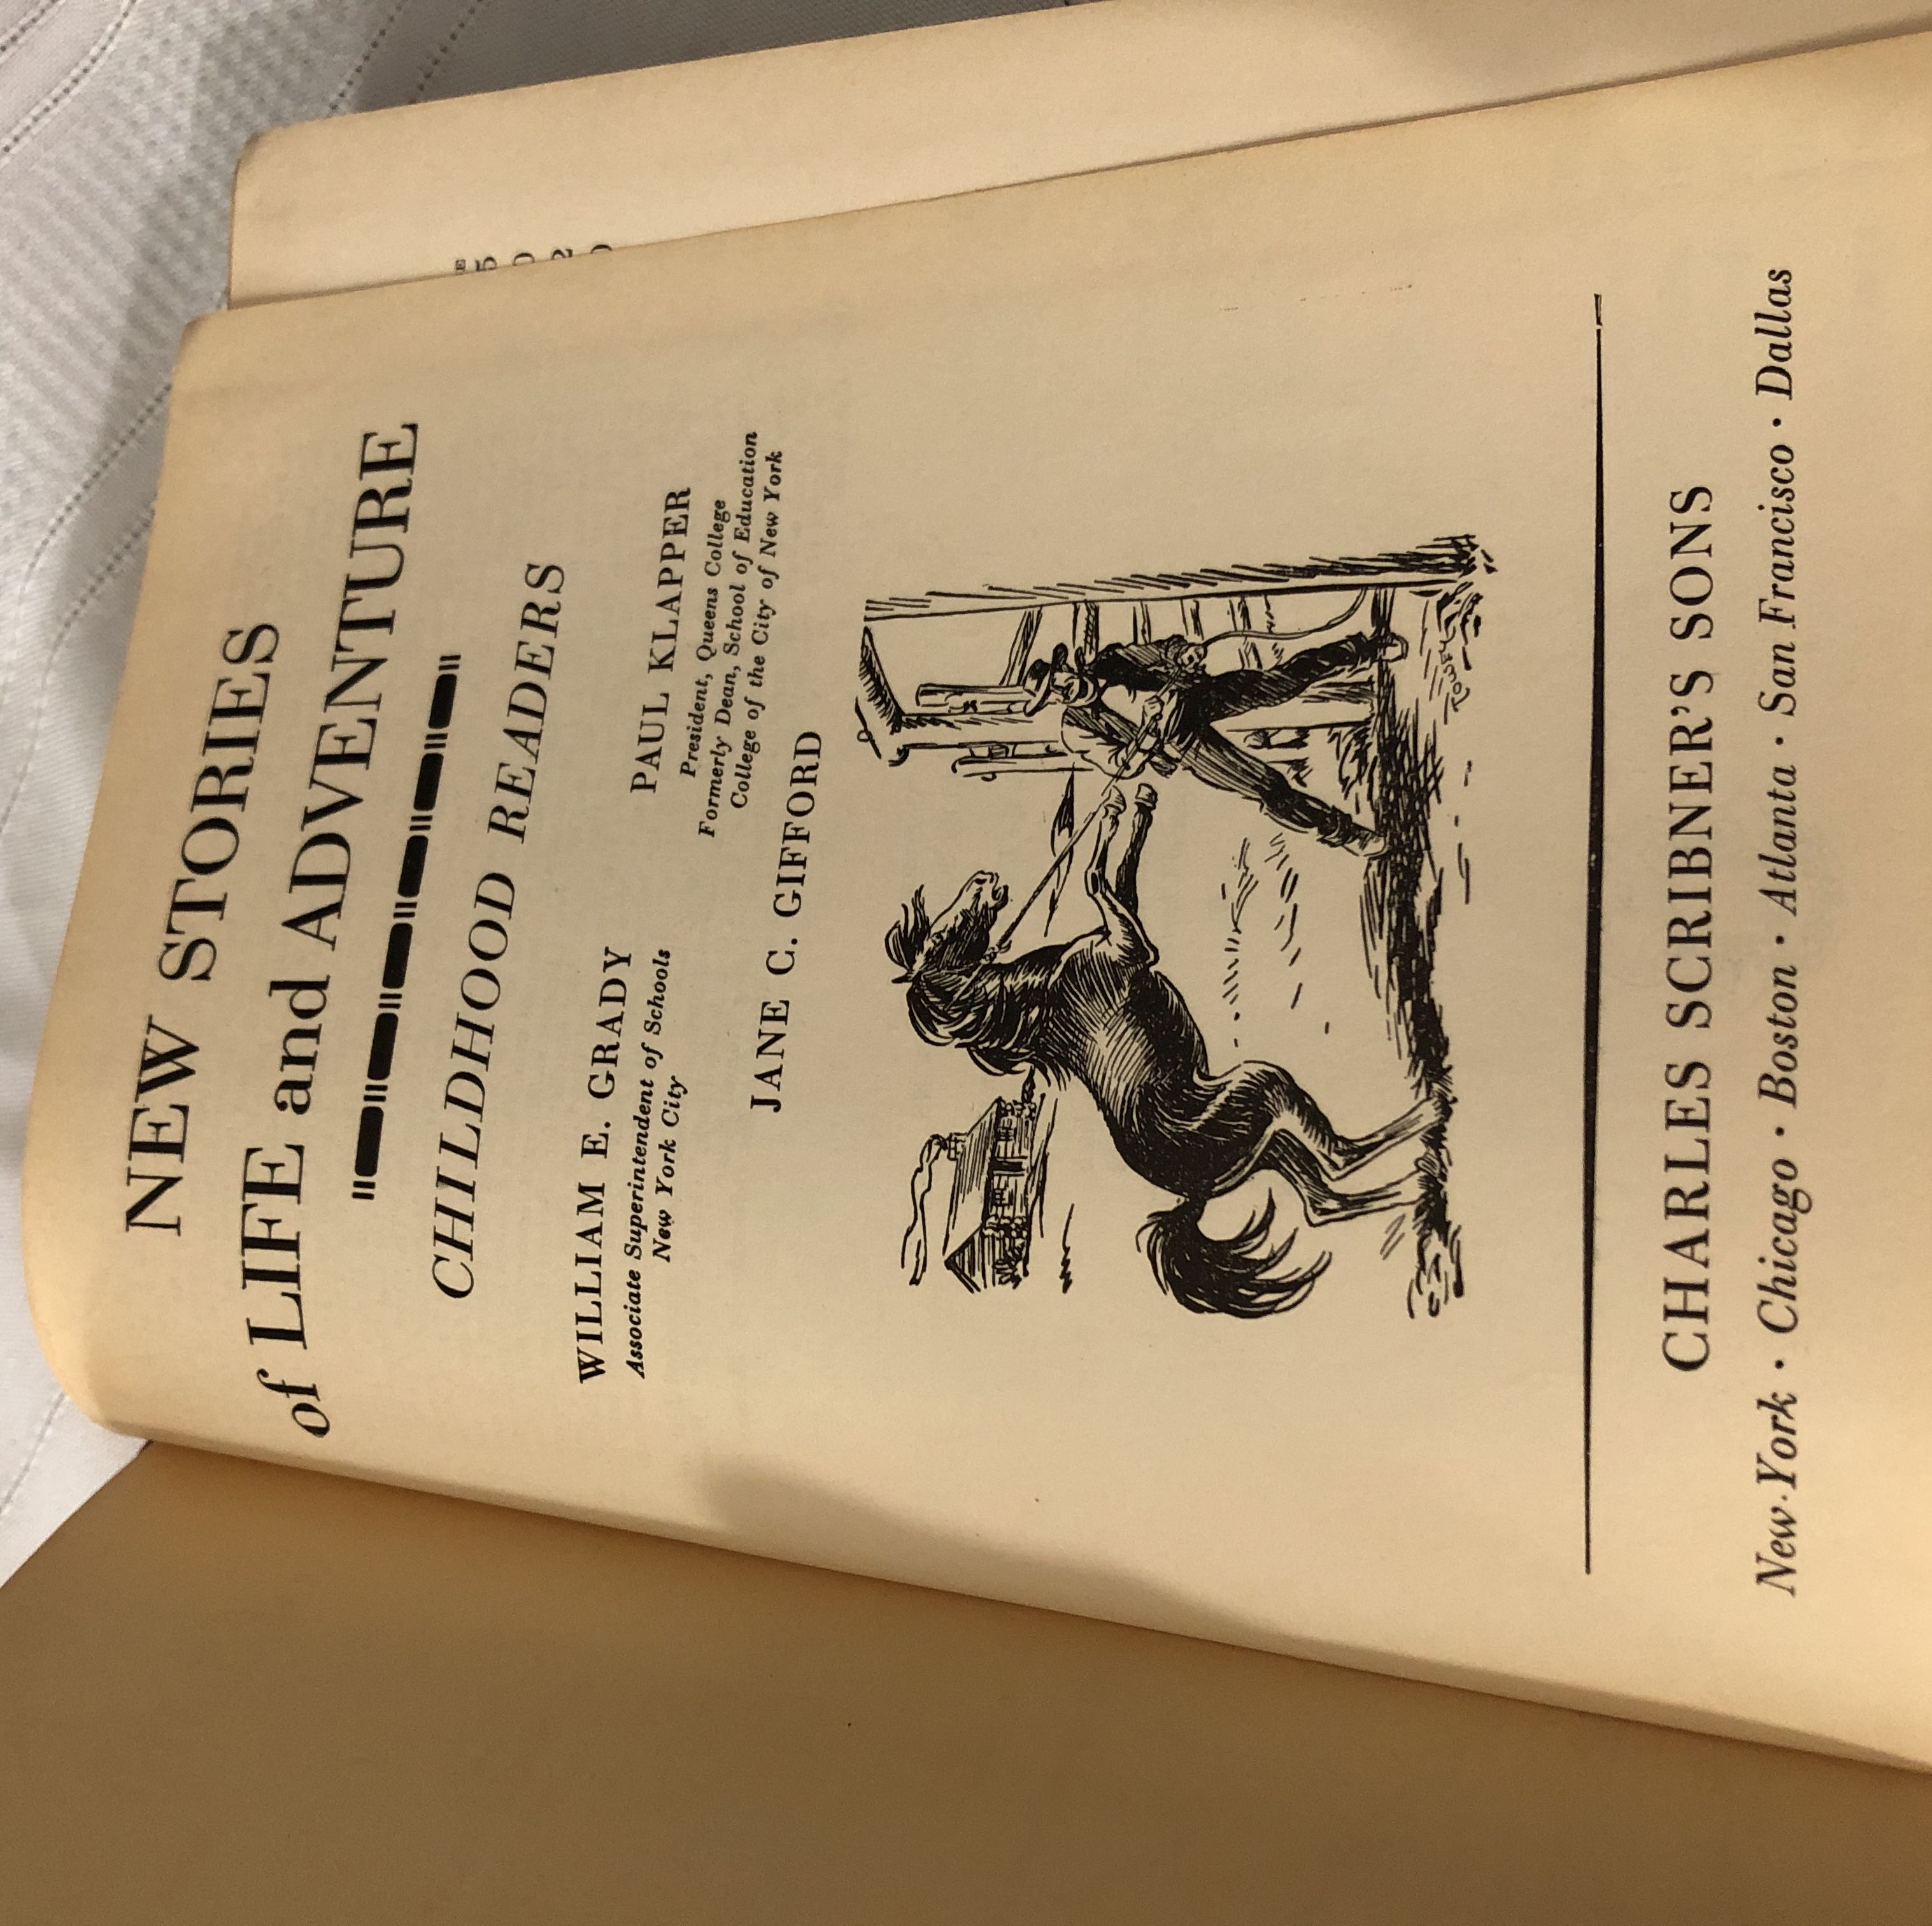 NEW STORIES
of LIFE and ADVENTURE
CHILDHOOD READERS
WILLIAM E. GRADY
Associate Superintendent of Schools
New York City
PAUL KLAPPER
President, Queens College
Formerly Dean, School of Education
College of the City of New York
JANE C. GIFFORD
CHARLES SCRIBNER'S SONS
New York · Chicago · Boston · Atlanta · San Francisco · Dallas